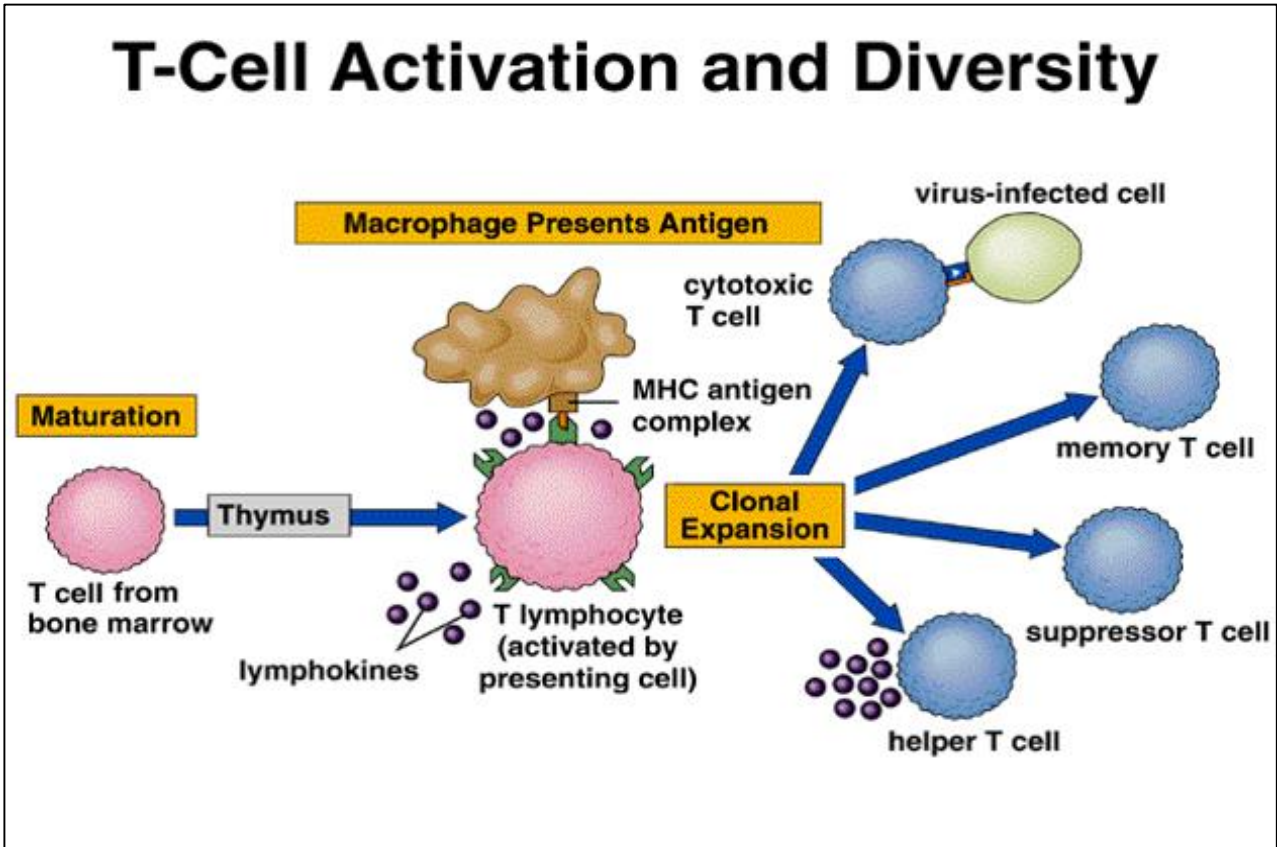 T-Cell Activation and Diversity
virus-infected cell
Macrophage Presents Antigen
cytotoxic
T cell
MHC antigen
complex
Maturation
memory T cell
Thymus
Clonal
Expansion
T cell from
bone marrow
T lymphocyte
(activated by
presenting cell)
lymphokines
suppressor T cell
helper T cell